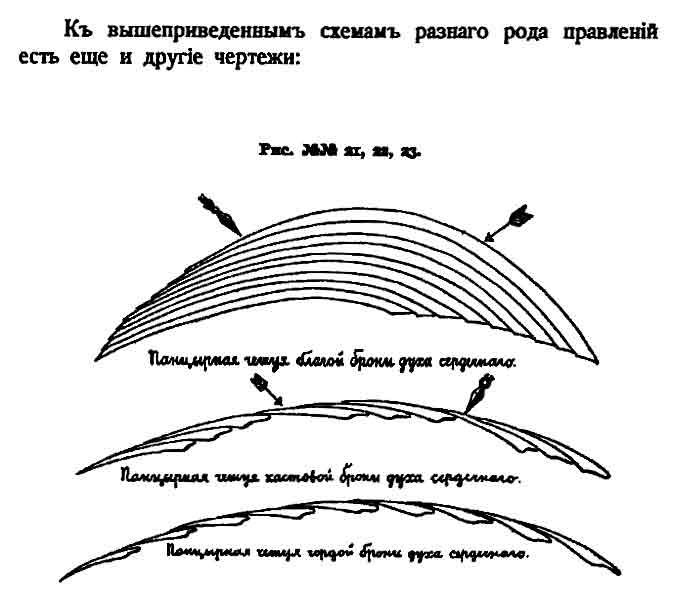 Къ вышеприведеннымъ схемамъ разнаго рода правленій
есть еще и другіе чертежи:
Рис. №№ 21, 22, 23.
Панцырная чешуя благой брони духа сердечнаго.
Панцырная чешуя кастовой брони духа сердечнаго.
Панцырная чешуя гордой брони духа сердечнаго.